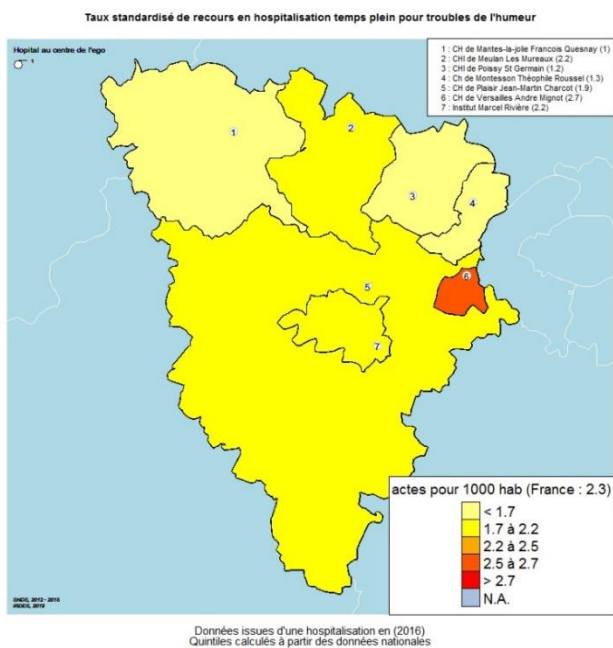 Taux standardisé de recours en hospitalisation temps plein pour troubles de l'humeur
Hopital au centre de l'ego
1
1 : CH de Mantes-la-jolie Francois Quesnay (1)
2 : CHI de Meulan Les Mureaux (2.2)
3 : CHI de Poissy St Germain (1.2)
4 : Ch de Montesson Théophile Roussel (1.3)
5 : CH de Plaisir Jean-Martin Charcot (1.9)
6 : CH de Versailles Andre Mignot (2.7)
7 : Institut Marcel Rivière (2.2)
1
2
3
4
5
6
7
actes pour 1000 hab (France : 2.3)
< 1.7
1.7 à 2.2
2.2 à 2.5
2.5 à 2.7
> 2.7
N.A.
SNDS, 2012 - 2016
IRDES, 2019
Données issues d'une hospitalisation en (2016)
Quintiles calculés à partir des données nationales